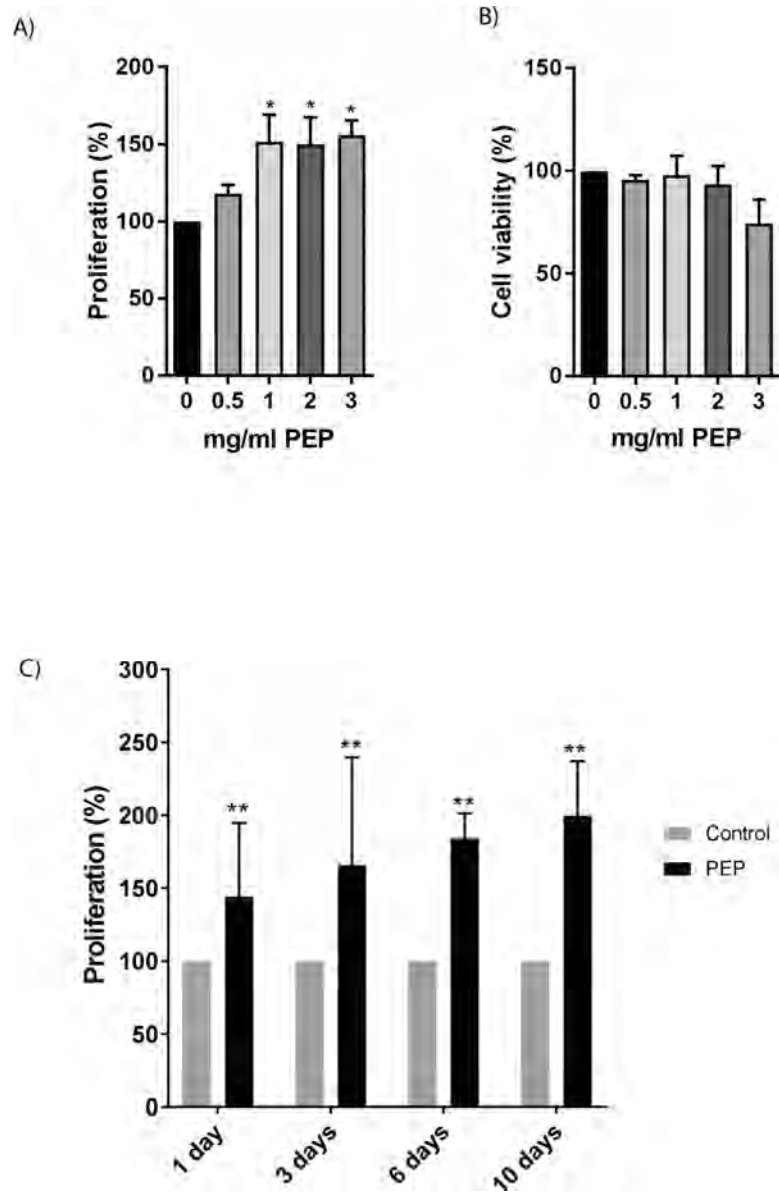 A)
Proliferation (%)
200
150
100
50
0
* * *
0 0.5 1 2 3
mg/ml PEP
B)
Cell viability (%)
150
100
50
0
0 0.5 1 2 3
mg/ml PEP
C)
Proliferation (%)
300
250
200
150
100
50
0
** ** ** **
1 day 3 days 6 days 10 days
Control
PEP